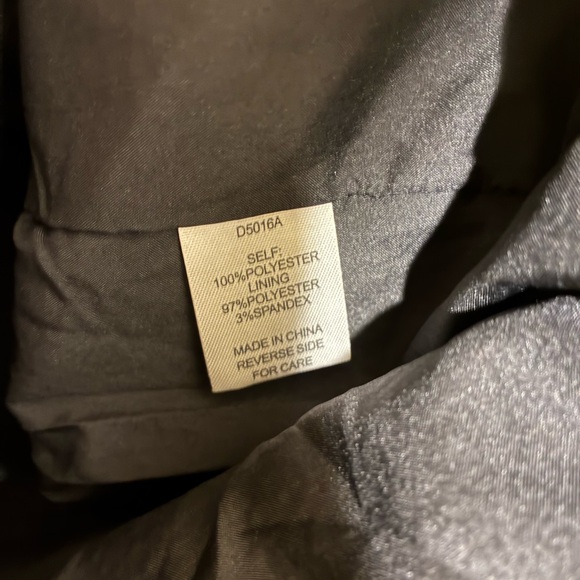 D5016A
SELF:
100%POLYESTER
LINING
97%POLYESTER
3%SPANDEX
MADE IN CHINA
REVERSE SIDE
FOR CARE